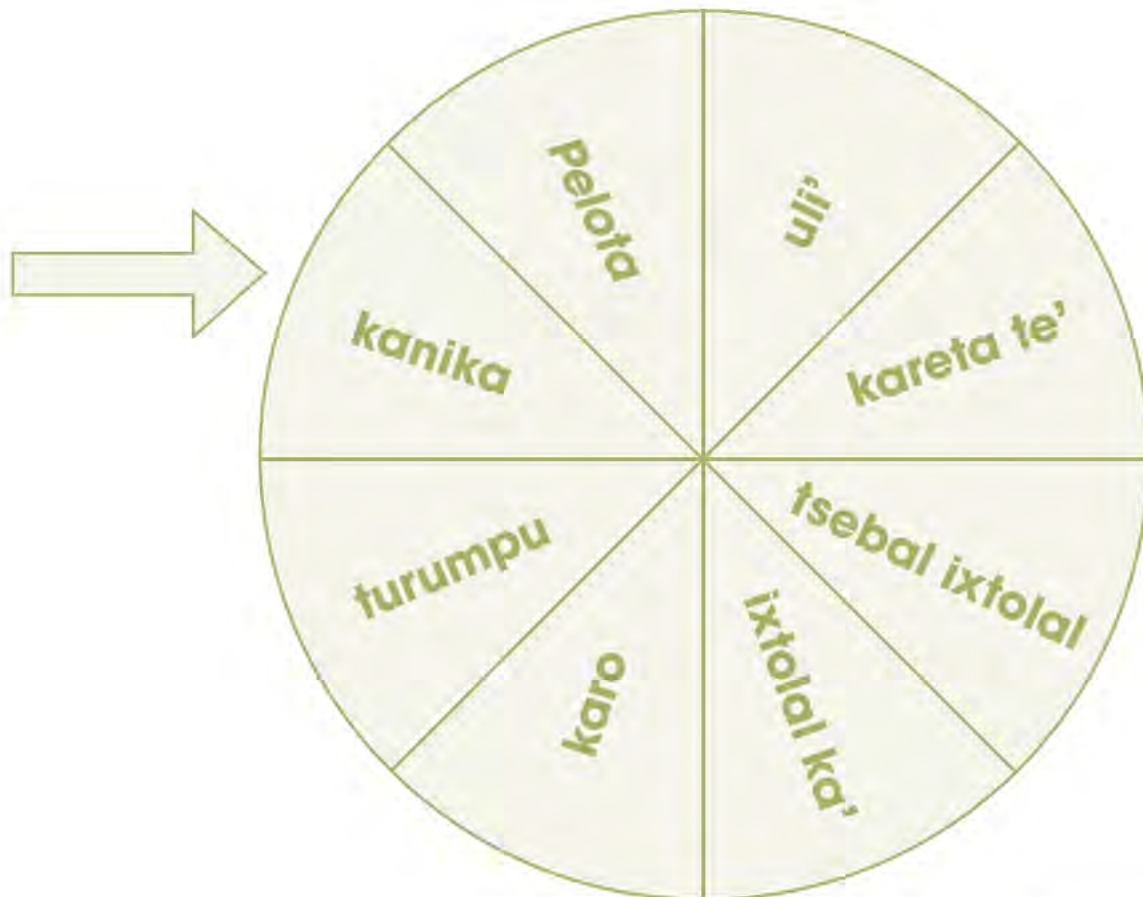 Pelota
uli’
kanika
kareta te’
turumpu
tsebal ixtolal
karo
ixtolal ka’